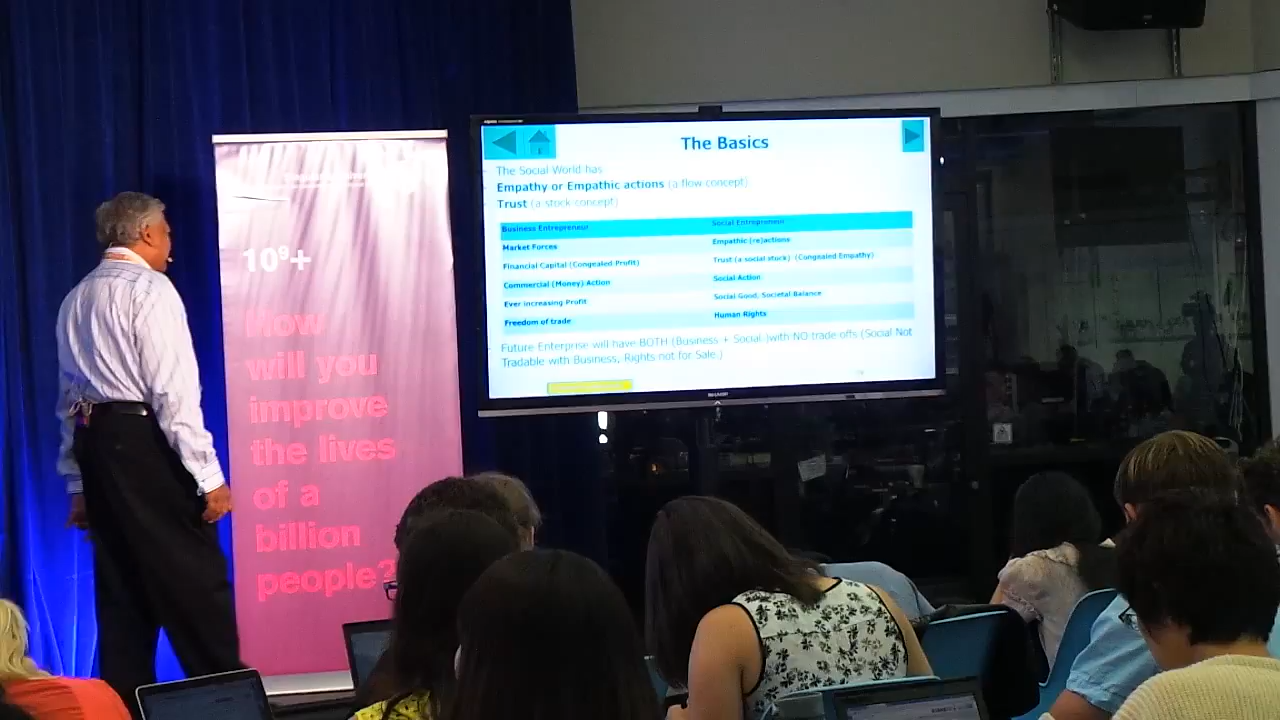 10⁹+
How
will you
improve
the lives
of a
billion
people?
The Basics
The Social World has
Empathy or Empathic actions (a flow concept)
Trust (a stock concept)
Business Entrepreneur Social Entrepreneur
Market Forces Empathic (re)actions
Financial Capital (Congealed Profit) Trust (a social stock) (Congealed Empathy)
Commercial (Money) Action Social Action
Ever increasing Profit Social Good, Societal Balance
Freedom of trade Human Rights
Future Enterprise will have BOTH (Business + Social )with NO trade offs (Social Not
Tradable with Business, Rights not for Sale.)
SHARP